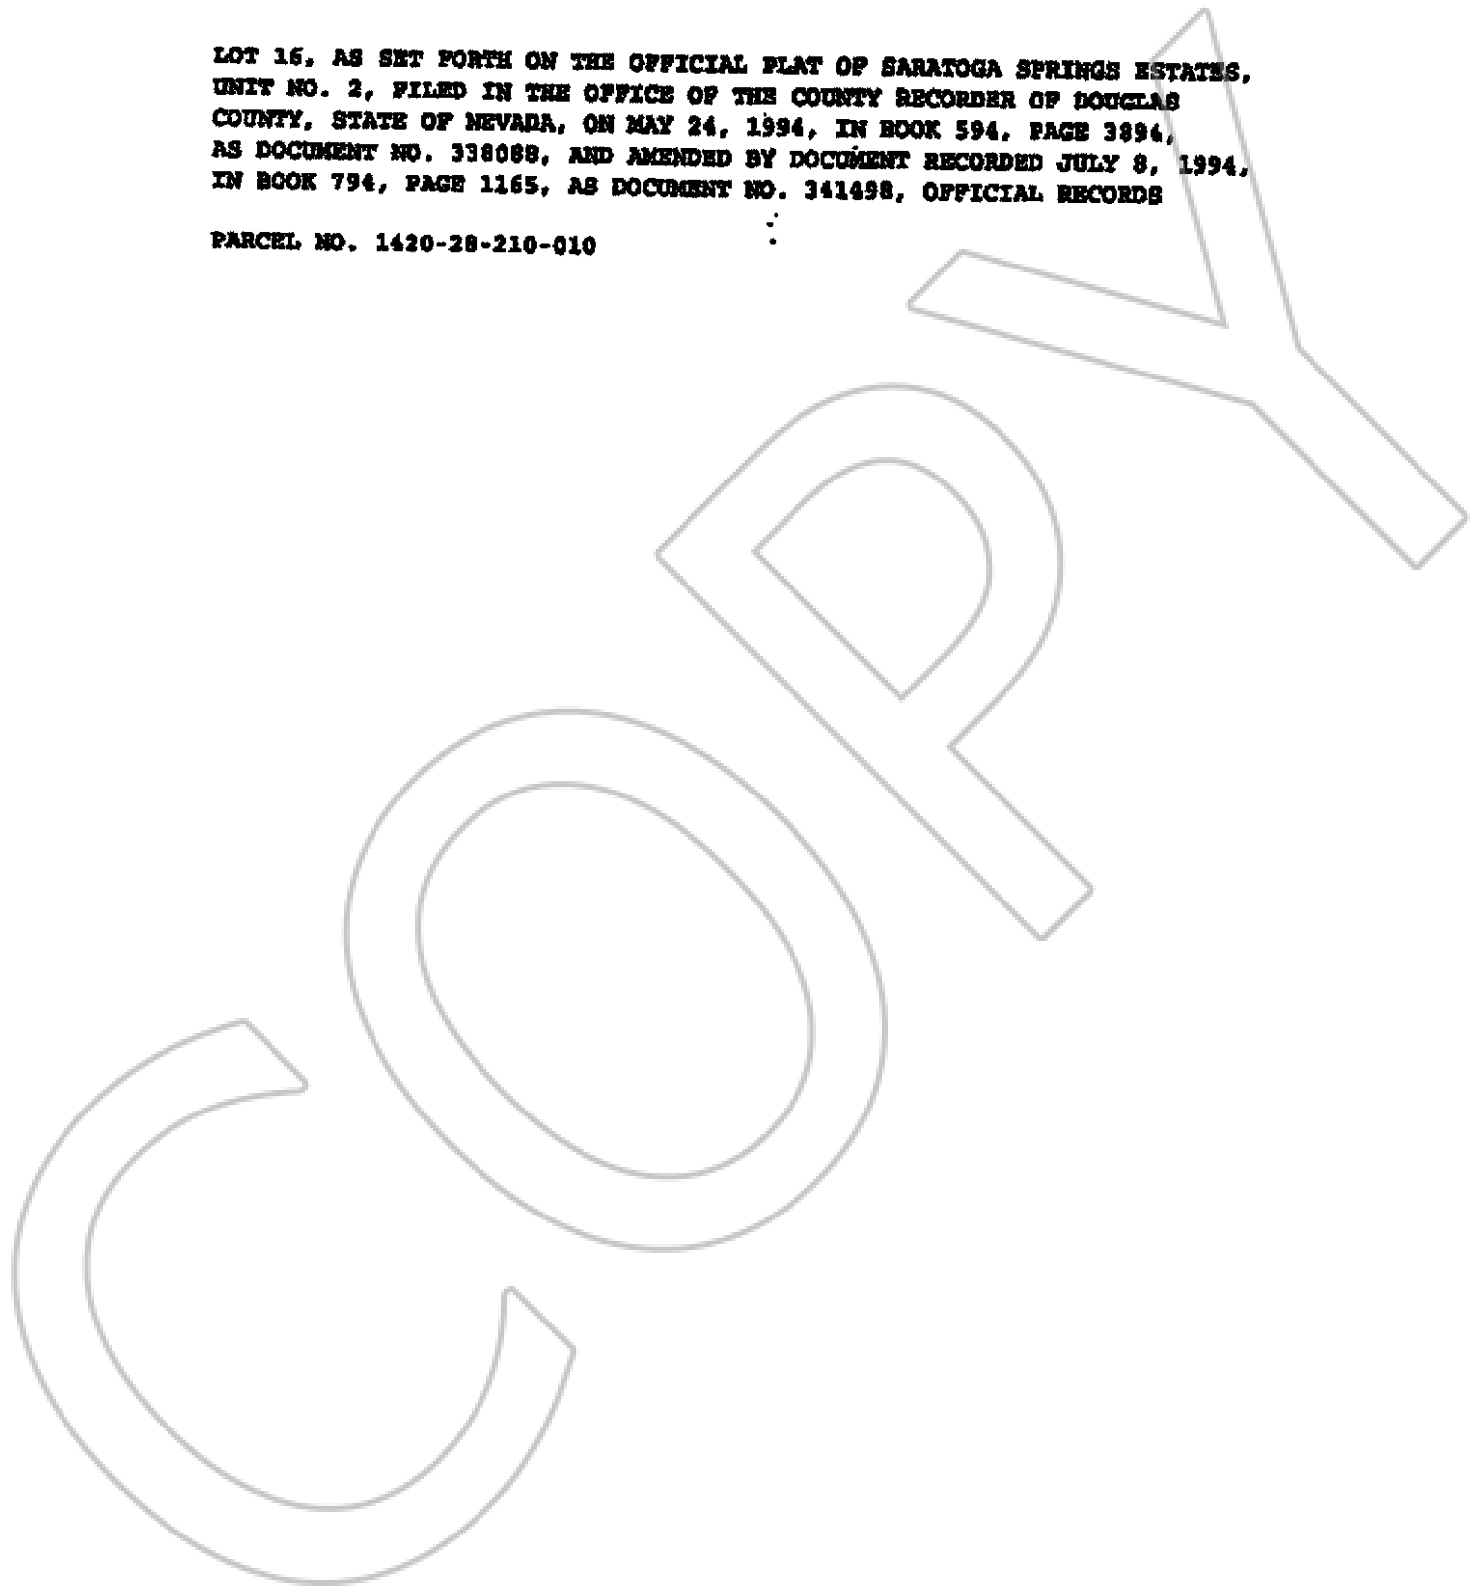 LOT 16, AS SET FORTH ON THE OFFICIAL PLAT OF SARATOGA SPRINGS ESTATES,
UNIT NO. 2, FILED IN THE OFFICE OF THE COUNTY RECORDER OF DOUGLAS
COUNTY, STATE OF NEVADA, ON MAY 24, 1994, IN BOOK 594, PAGE 3894,
AS DOCUMENT NO. 338088, AND AMENDED BY DOCUMENT RECORDED JULY 8, 1994,
IN BOOK 794, PAGE 1165, AS DOCUMENT NO. 341498, OFFICIAL RECORDS
PARCEL NO. 1420-28-210-010
COPY